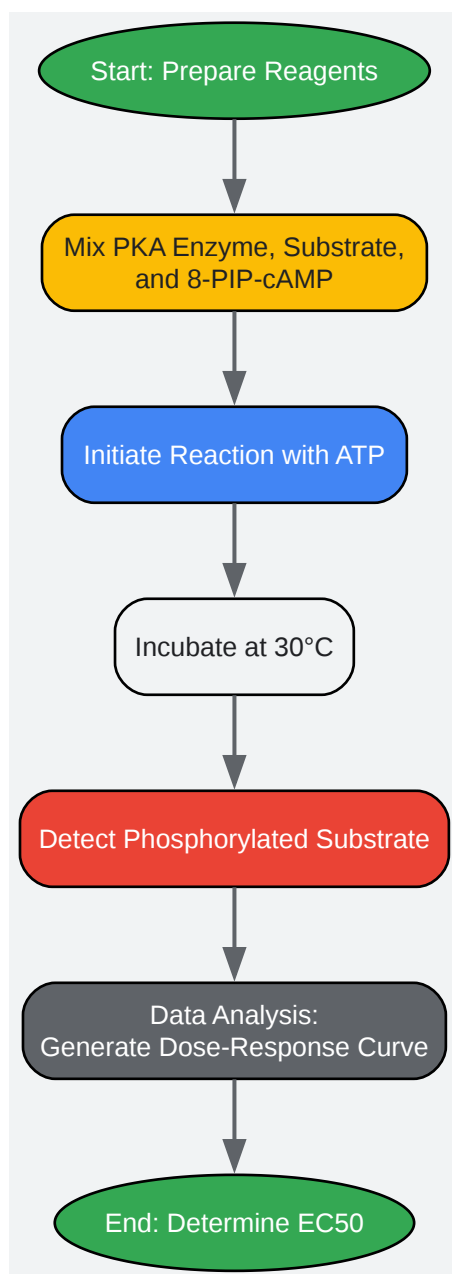 Start: Prepare Reagents
Mix PKA Enzyme, Substrate,
and 8-PIP-cAMP
Initiate Reaction with ATP
Incubate at 30°C
Detect Phosphorylated Substrate
Data Analysis:
Generate Dose-Response Curve
End: Determine EC50